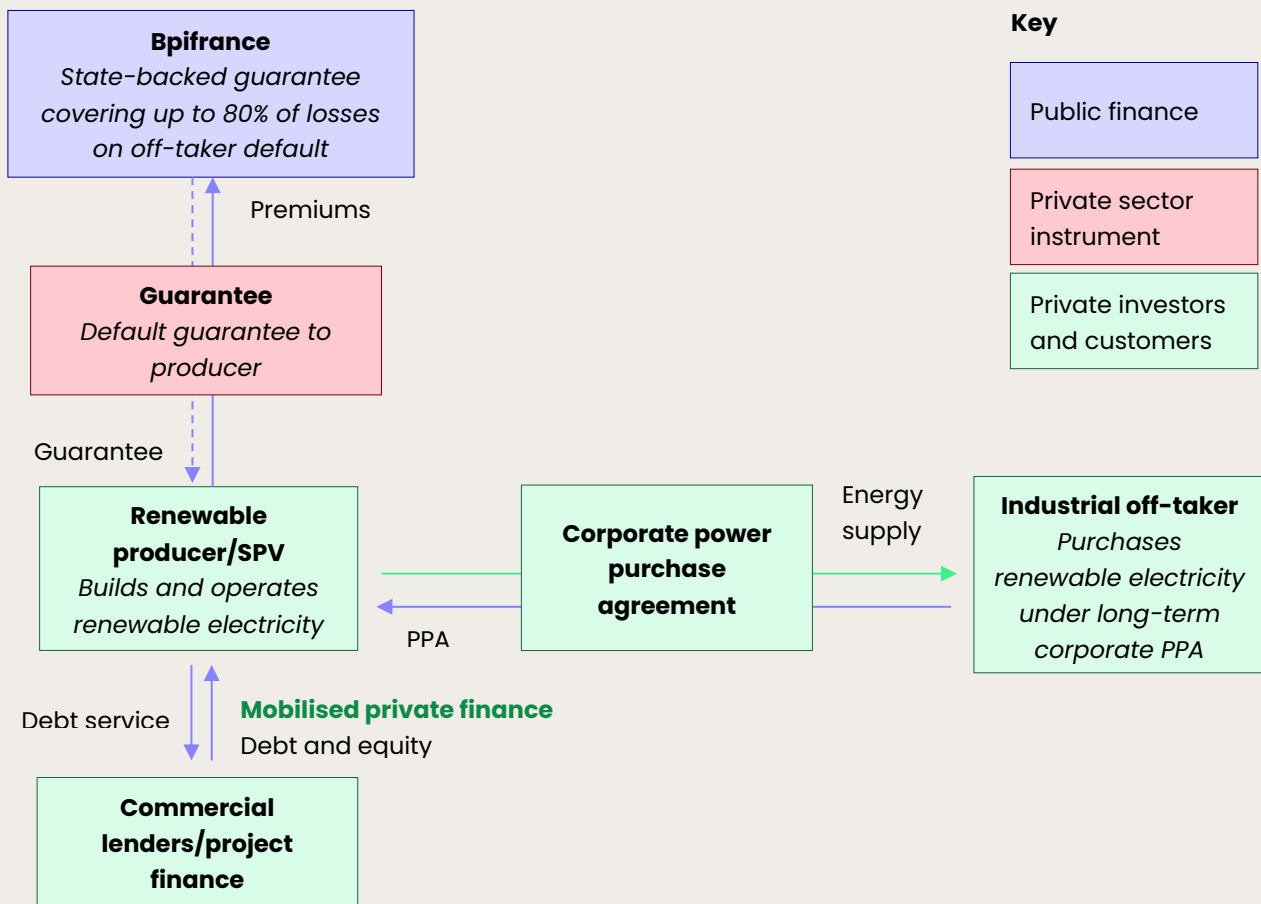 Bpifrance
State-backed guarantee
covering up to 80% of losses
on off-taker default
Key
Public finance
Private sector
instrument
Private investors
and customers
Premiums
Guarantee
Default guarantee to
producer
Guarantee
Renewable
producer/SPV
Builds and operates
renewable electricity
Corporate power
purchase
agreement
Energy
supply
PPA
Industrial off-taker
Purchases
renewable electricity
under long-term
corporate PPA
Debt service
Mobilised private finance
Debt and equity
Commercial
lenders/project
finance